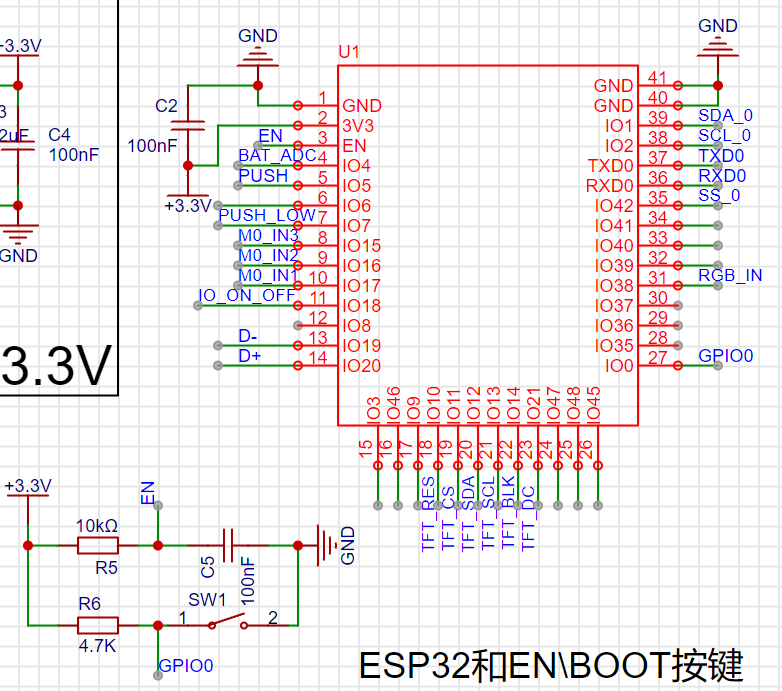 +3.3V
3
2uF
C4
100nF
GND
3.3V
GND
C2
100nF
+3.3V
U1
GND
1 GND
2 3V3
EN 3 EN
BAT_ADC 4 IO4
PUSH 5 IO5
6 IO6
PUSH_LOW 7 IO7
M0_IN3 8 IO15
M0_IN2 9 IO16
M0_IN1 10 IO17
IO_ON_OFF 11 IO18
12 IO8
D- 13 IO19
D+ 14 IO20
GND 41
GND 40
IO1 39 SDA_0
IO2 38 SCL_0
TXD0 37 TXD0
RXD0 36 RXD0
IO42 35 SS_0
IO41 34
IO40 33
IO39 32
IO38 31 RGB_IN
IO37 30
IO36 29
IO35 28
IO0 27 GPIO0
IO3 15
IO46 16
IO9 17
IO10 18 TFT_RES
IO11 19 TFT_CS
IO12 20 TFT_SDA
IO13 21 TFT_SCL
IO14 22 TFT_BLK
IO21 23 TFT_DC
IO47 24
IO48 25
IO45 26
+3.3V
EN
10kΩ
R5
C5
100nF
GND
R6
4.7K
SW1
1 2
GPIO0
ESP32和EN\BOOT按键